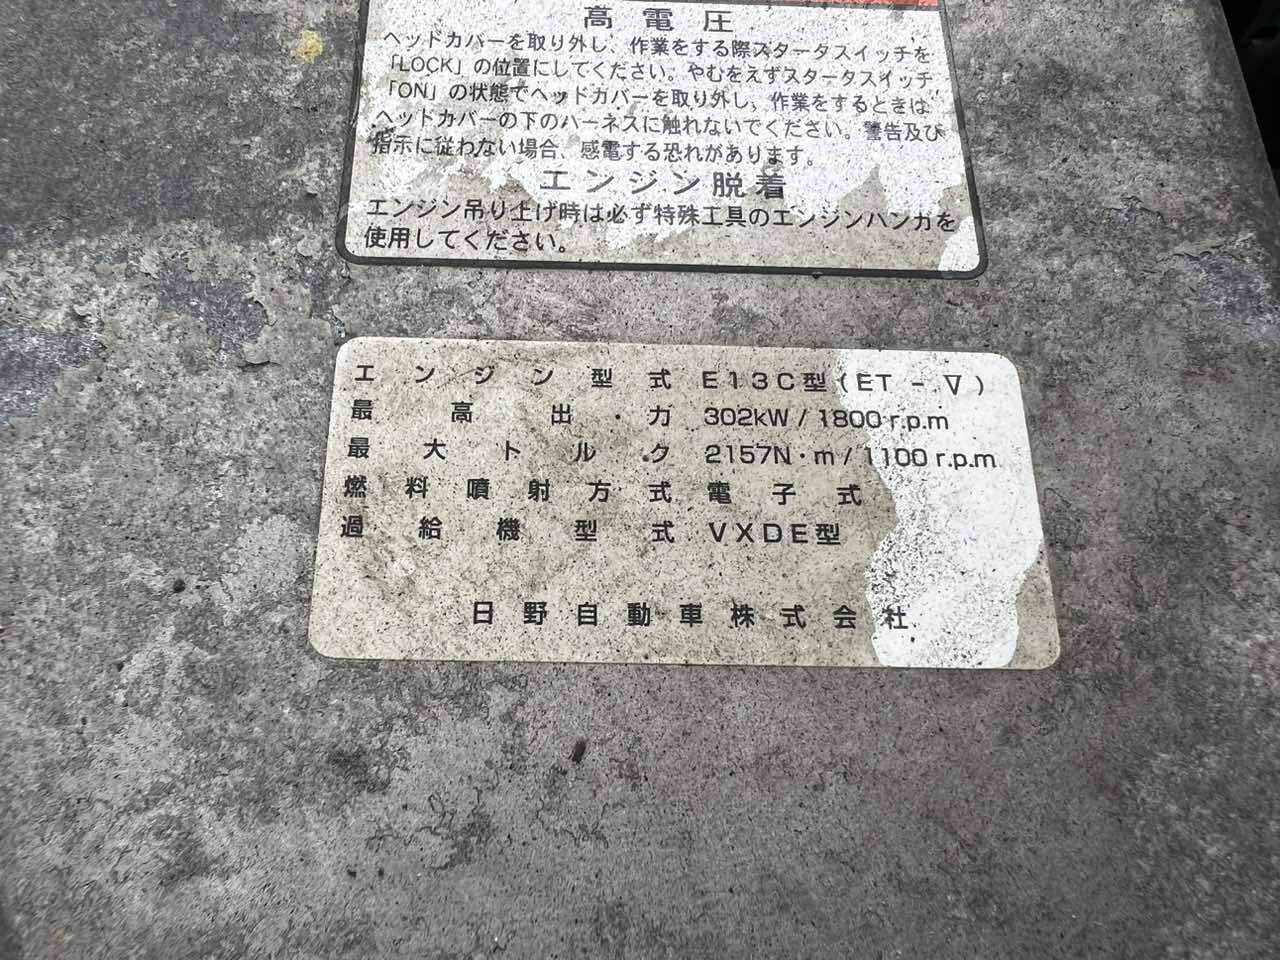 高電圧
ヘッドカバーを取り外し、作業をする際スタータスイッチを
「LOCK」の位置にしてください。やむをえずスタータスイッチ
「ON」の状態でヘッドカバーを取り外し、作業をするときは
ヘッドカバーの下のハーネスに触れないでください。警告及び
指示に従わない場合、感電する恐れがあります。
エンジン脱着
エンジン吊り上げ時は必ず特殊工具のエンジンハンガを
使用してください。
エンジン型式 E13C型(ET-V)
最高出力 302kW/1800r.p.m
最大トルク 2157N・m/1100r.p.m
燃料噴射方式 電子式
過給機型式 VXDE型
日野自動車株式会社